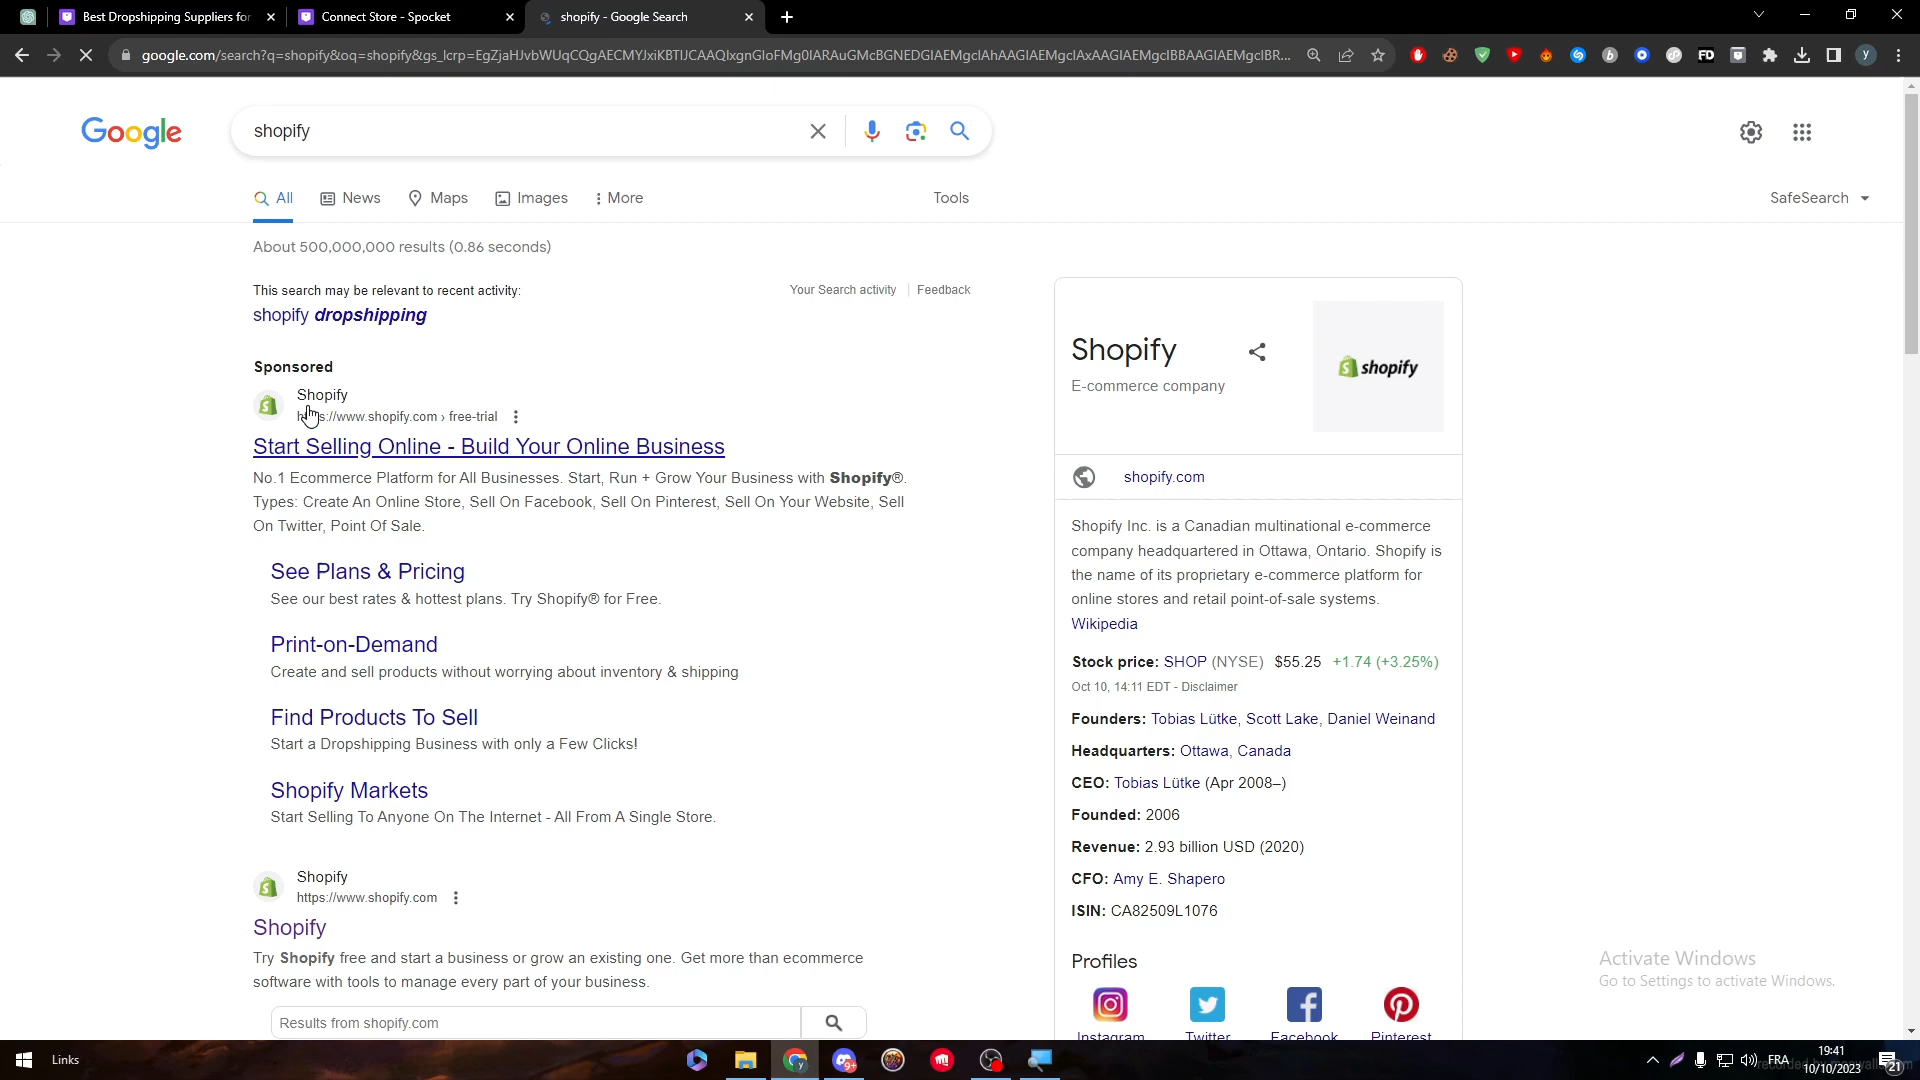 Best Dropshipping Suppliers for
Connect Store - Spocket
shopify - Google Search
google.com/search?q=shopify&oq=shopify&gs_lcrp=
Google
shopify
All
News
Maps
Images
More
Tools
SafeSearch
About 500,000,000 results (0.86 seconds)
This search may be relevant to recent activity:
Your Search activity
Feedback
shopify dropshipping
Sponsored
Shopify
https://www.shopify.com › free-trial
Start Selling Online - Build Your Online Business
No.1 Ecommerce Platform for All Businesses. Start, Run + Grow Your Business with Shopify®.
Types: Create An Online Store, Sell On Facebook, Sell On Pinterest, Sell On Your Website, Sell
On Twitter, Point Of Sale.
See Plans & Pricing
See our best rates & hottest plans. Try Shopify® for Free.
Print-on-Demand
Create and sell products without worrying about inventory & shipping
Find Products To Sell
Start a Dropshipping Business with only a Few Clicks!
Shopify Markets
Start Selling To Anyone On The Internet - All From A Single Store.
Shopify
https://www.shopify.com
Shopify
Try Shopify free and start a business or grow an existing one. Get more than ecommerce
software with tools to manage every part of your business.
Results from shopify.com
Shopify
E-commerce company
shopify
shopify.com
Shopify Inc. is a Canadian multinational e-commerce
company headquartered in Ottawa, Ontario. Shopify is
the name of its proprietary e-commerce platform for
online stores and retail point-of-sale systems.
Wikipedia
Stock price: SHOP (NYSE) $55.25 +1.74 (+3.25%)
Oct 10, 14:11 EDT - Disclaimer
Founders: Tobias Lütke, Scott Lake, Daniel Weinand
Headquarters: Ottawa, Canada
CEO: Tobias Lütke (Apr 2008–)
Founded: 2006
Revenue: 2.93 billion USD (2020)
CFO: Amy E. Shapero
ISIN: CA82509L1076
Profiles
Instagram
Twitter
Facebook
Pinterest
Activate Windows
Go to Settings to activate Windows.
Links
FRA
19:41
10/10/2023
21